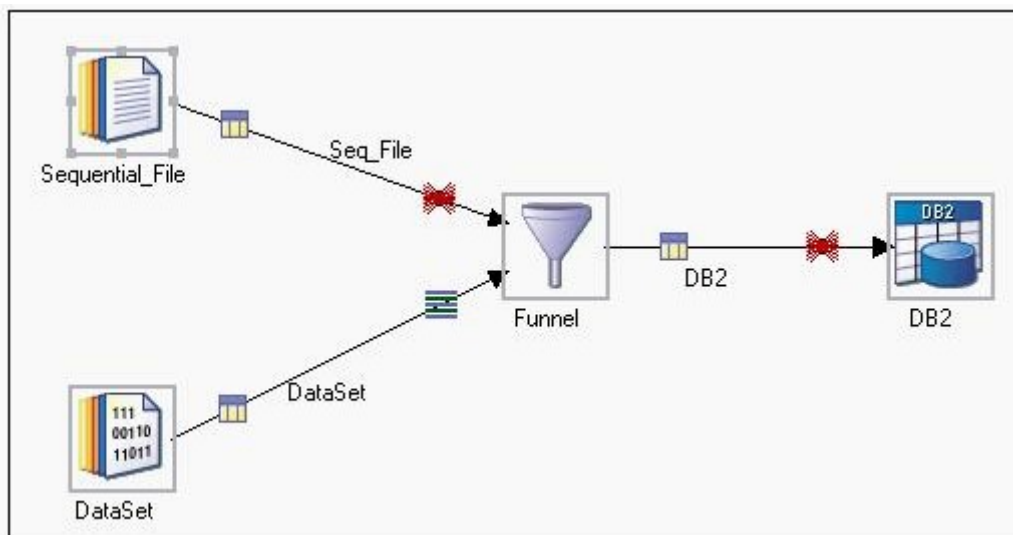 Sequential_File
Seq_File
DB2
Funnel
DB2
DB2
111
00110
11011
DataSet
DataSet